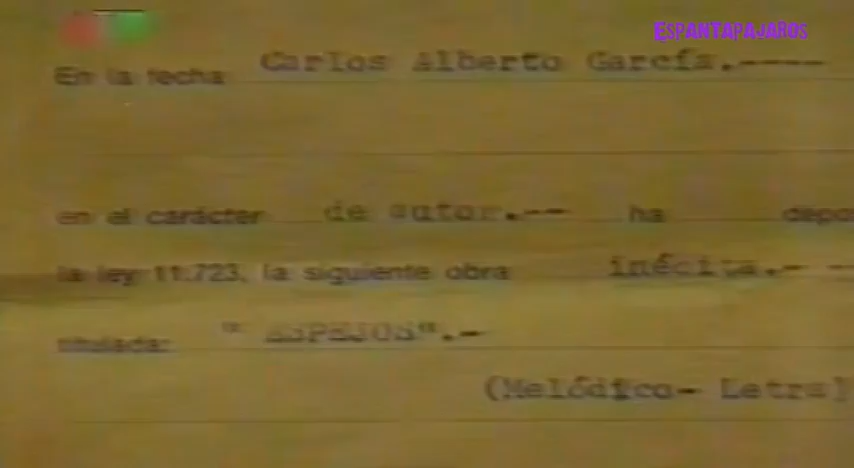 ESPANTAPAJAROS
En la fecha Carlos Alberto García.----
en el carácter de autor.-- ha depo
la ley 11.723, la siguiente obra inédita.- --
titulada: " ESPEJOS".-
(Melódico- Letra)